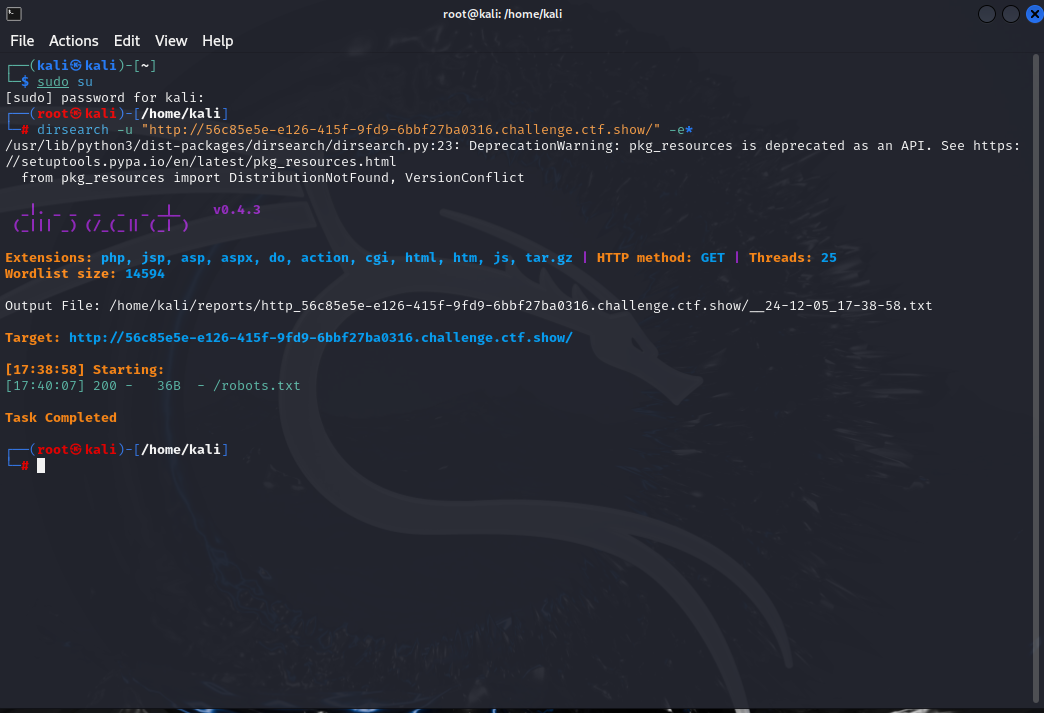 root@kali: /home/kali
File Actions Edit View Help
┌──(kali㉿kali)-[~]
└─$ sudo su
[sudo] password for kali:
┌──(root㉿kali)-[/home/kali]
└─# dirsearch -u "http://56c85e5e-e126-415f-9fd9-6bbf27ba0316.challenge.ctf.show/" -e*
/usr/lib/python3/dist-packages/dirsearch/dirsearch.py:23: DeprecationWarning: pkg_resources is deprecated as an API. See https:
//setuptools.pypa.io/en/latest/pkg_resources.html
  from pkg_resources import DistributionNotFound, VersionConflict
  _|. _ _  _  _  _ _|_    v0.4.3
 (_||| _) (/_(_|| (_| )
Extensions: php, jsp, asp, aspx, do, action, cgi, html, htm, js, tar.gz | HTTP method: GET | Threads: 25
Wordlist size: 14594
Output File: /home/kali/reports/http_56c85e5e-e126-415f-9fd9-6bbf27ba0316.challenge.ctf.show/__24-12-05_17-38-58.txt
Target: http://56c85e5e-e126-415f-9fd9-6bbf27ba0316.challenge.ctf.show/
[17:38:58] Starting:
[17:40:07] 200 -   36B  - /robots.txt
Task Completed
┌──(root㉿kali)-[/home/kali]
└─#